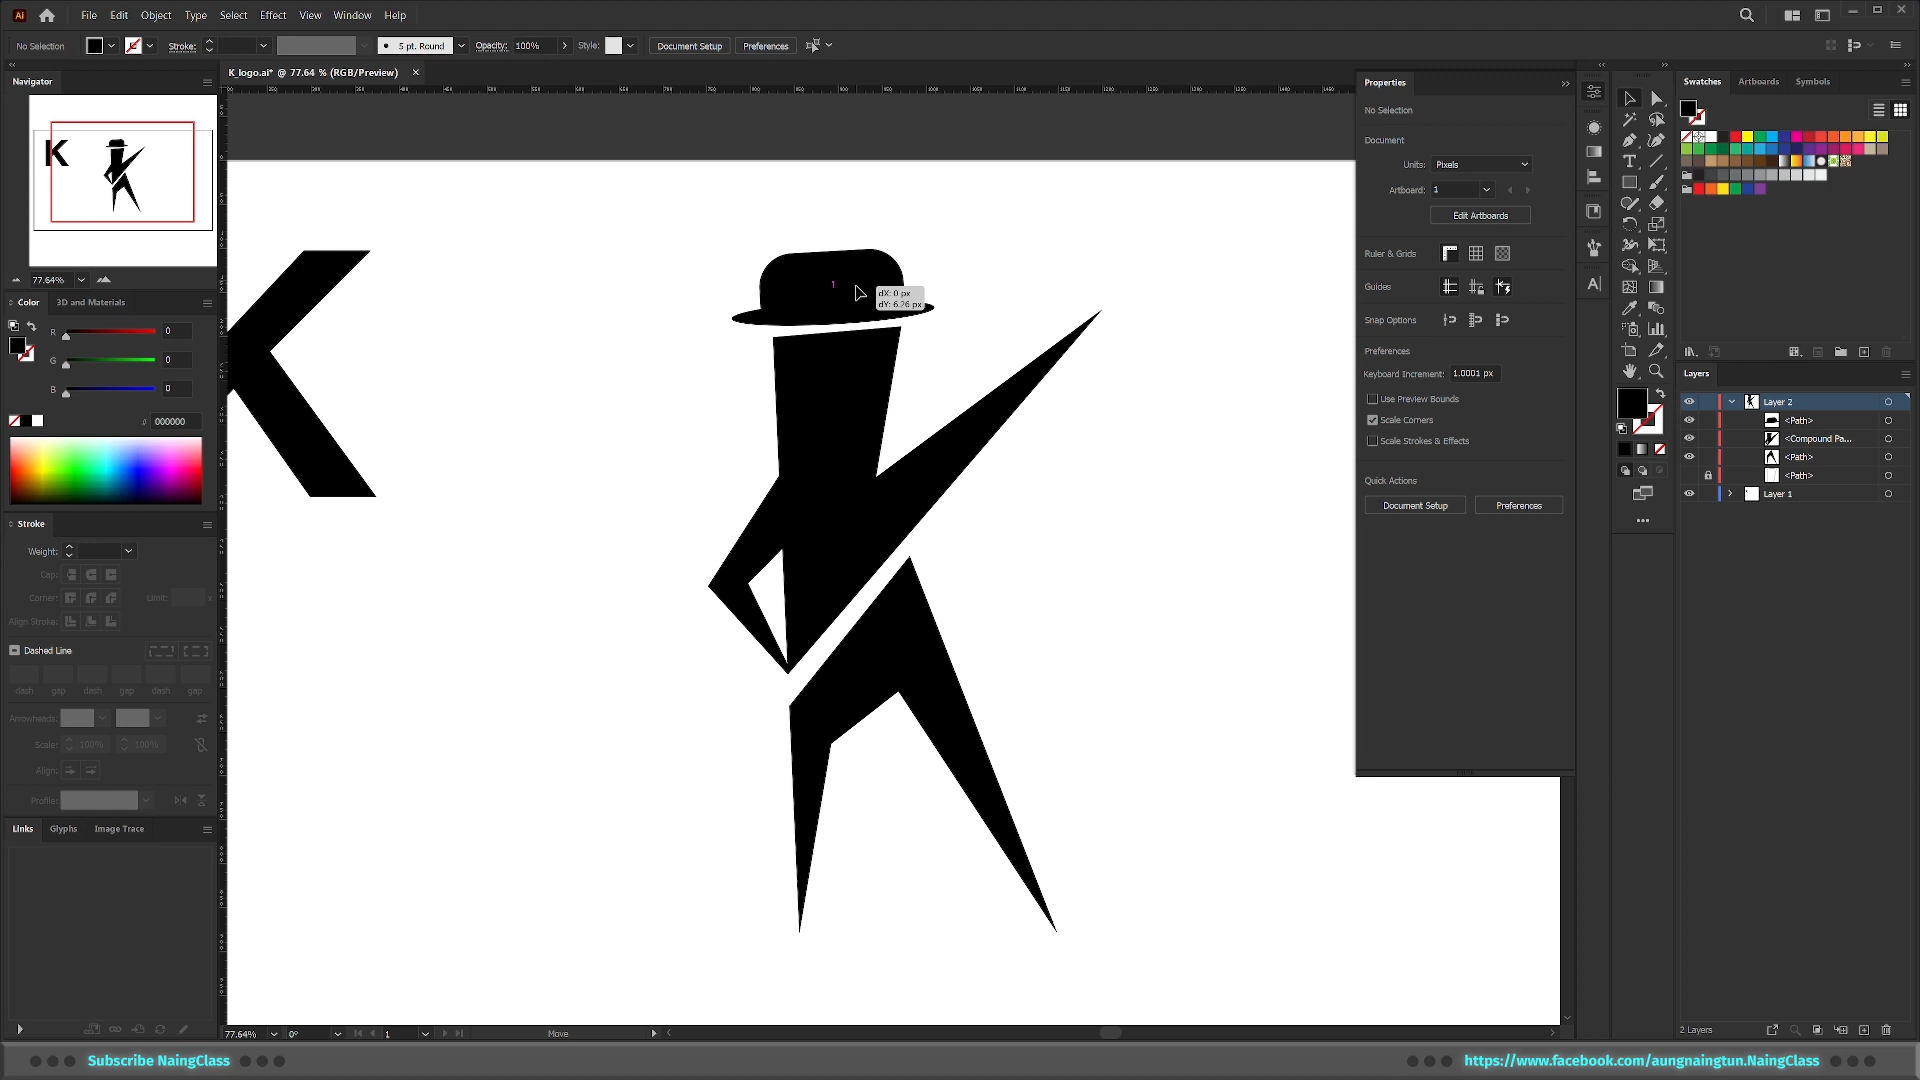 Ai File Edit Object Type Select Effect View Window Help
No Selection Stroke: 5 pt. Round Opacity: 100% Style: Document Setup Preferences
Navigator
K_logo.ai* @ 77.64 % (RGB/Preview)
77.64%
Color 3D and Materials
R 0
G 0
B 0
# 000000
Stroke
Weight:
Cap:
Corner: Limit: x
Align Stroke:
Dashed Line
dash gap dash gap dash gap
Arrowheads:
Scale: 100% 100%
Align:
Profile:
Links Glyphs Image Trace
K
dX: 0 px
dY: 6.26 px
77.64% 0° 1 Move
Properties
No Selection
Document
Units: Pixels
Artboard: 1
Edit Artboards
Ruler & Grids
Guides
Snap Options
Preferences
Keyboard Increment: 1.0001 px
Use Preview Bounds
Scale Corners
Scale Strokes & Effects
Quick Actions
Document Setup Preferences
Swatches Artboards Symbols
Layers
Layer 2
<Path>
<Compound Pa...
<Path>
<Path>
Layer 1
2 Layers
Subscribe NaingClass
https://www.facebook.com/aungnaingtun.NaingClass